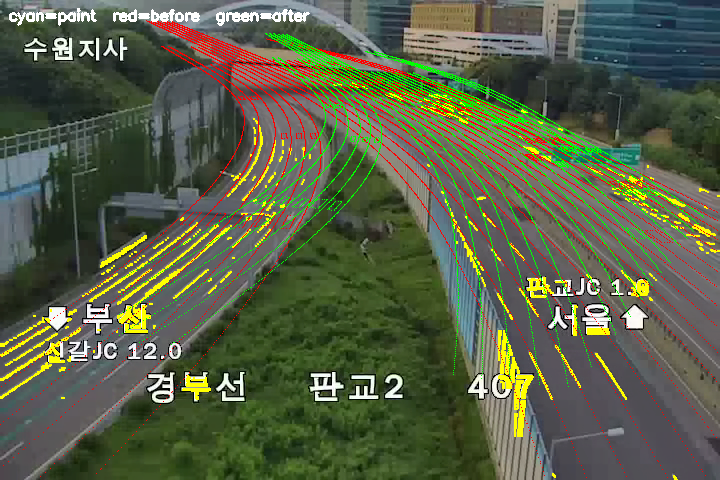 cyan=paint red=before green=after
수원지사
판교JC 1.0
부산
서울
신갈JC 12.0
경부선 판교2 407